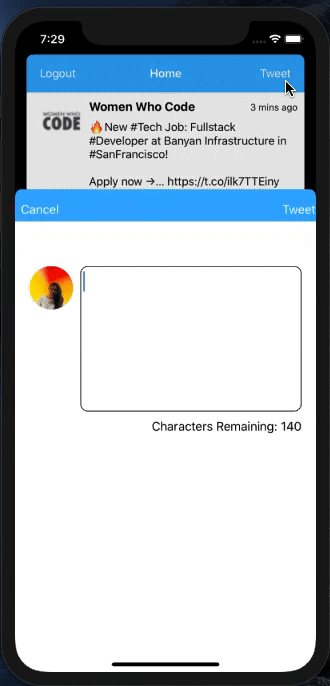 7:29
Logout Home Tweet
WOMEN WHO
CODE
Women Who Code 3 mins ago
🔥New #Tech Job: Fullstack
#Developer at Banyan Infrastructure in
#SanFrancisco!
Apply now →... https://t.co/ilk7TTEiny
Cancel Tweet
Characters Remaining: 140